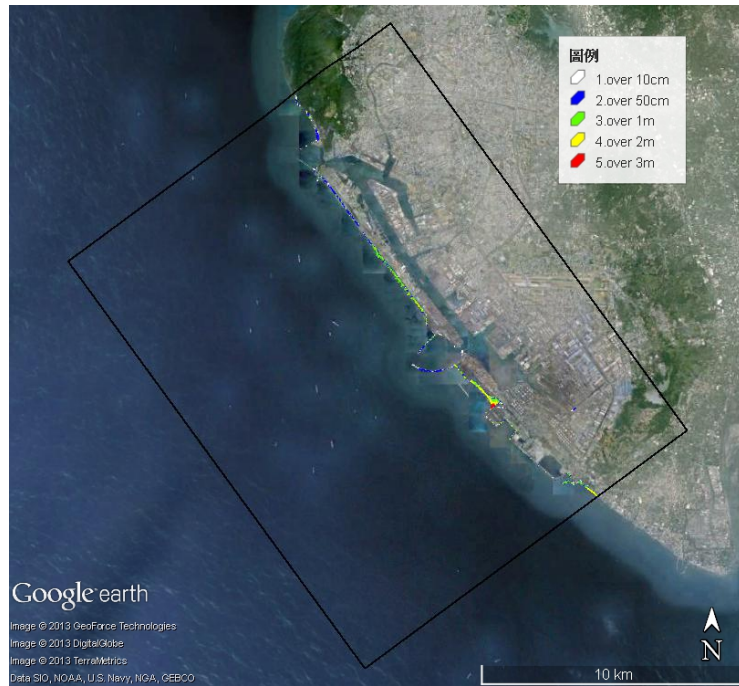 圖例
1.over 10cm
2.over 50cm
3.over 1m
4.over 2m
5.over 3m
Google earth
Image © 2013 GeoForce Technologies
Image © 2013 DigitalGlobe
Image © 2013 TerraMetrics
Data SIO, NOAA, U.S. Navy, NGA, GEBCO
N
10 km